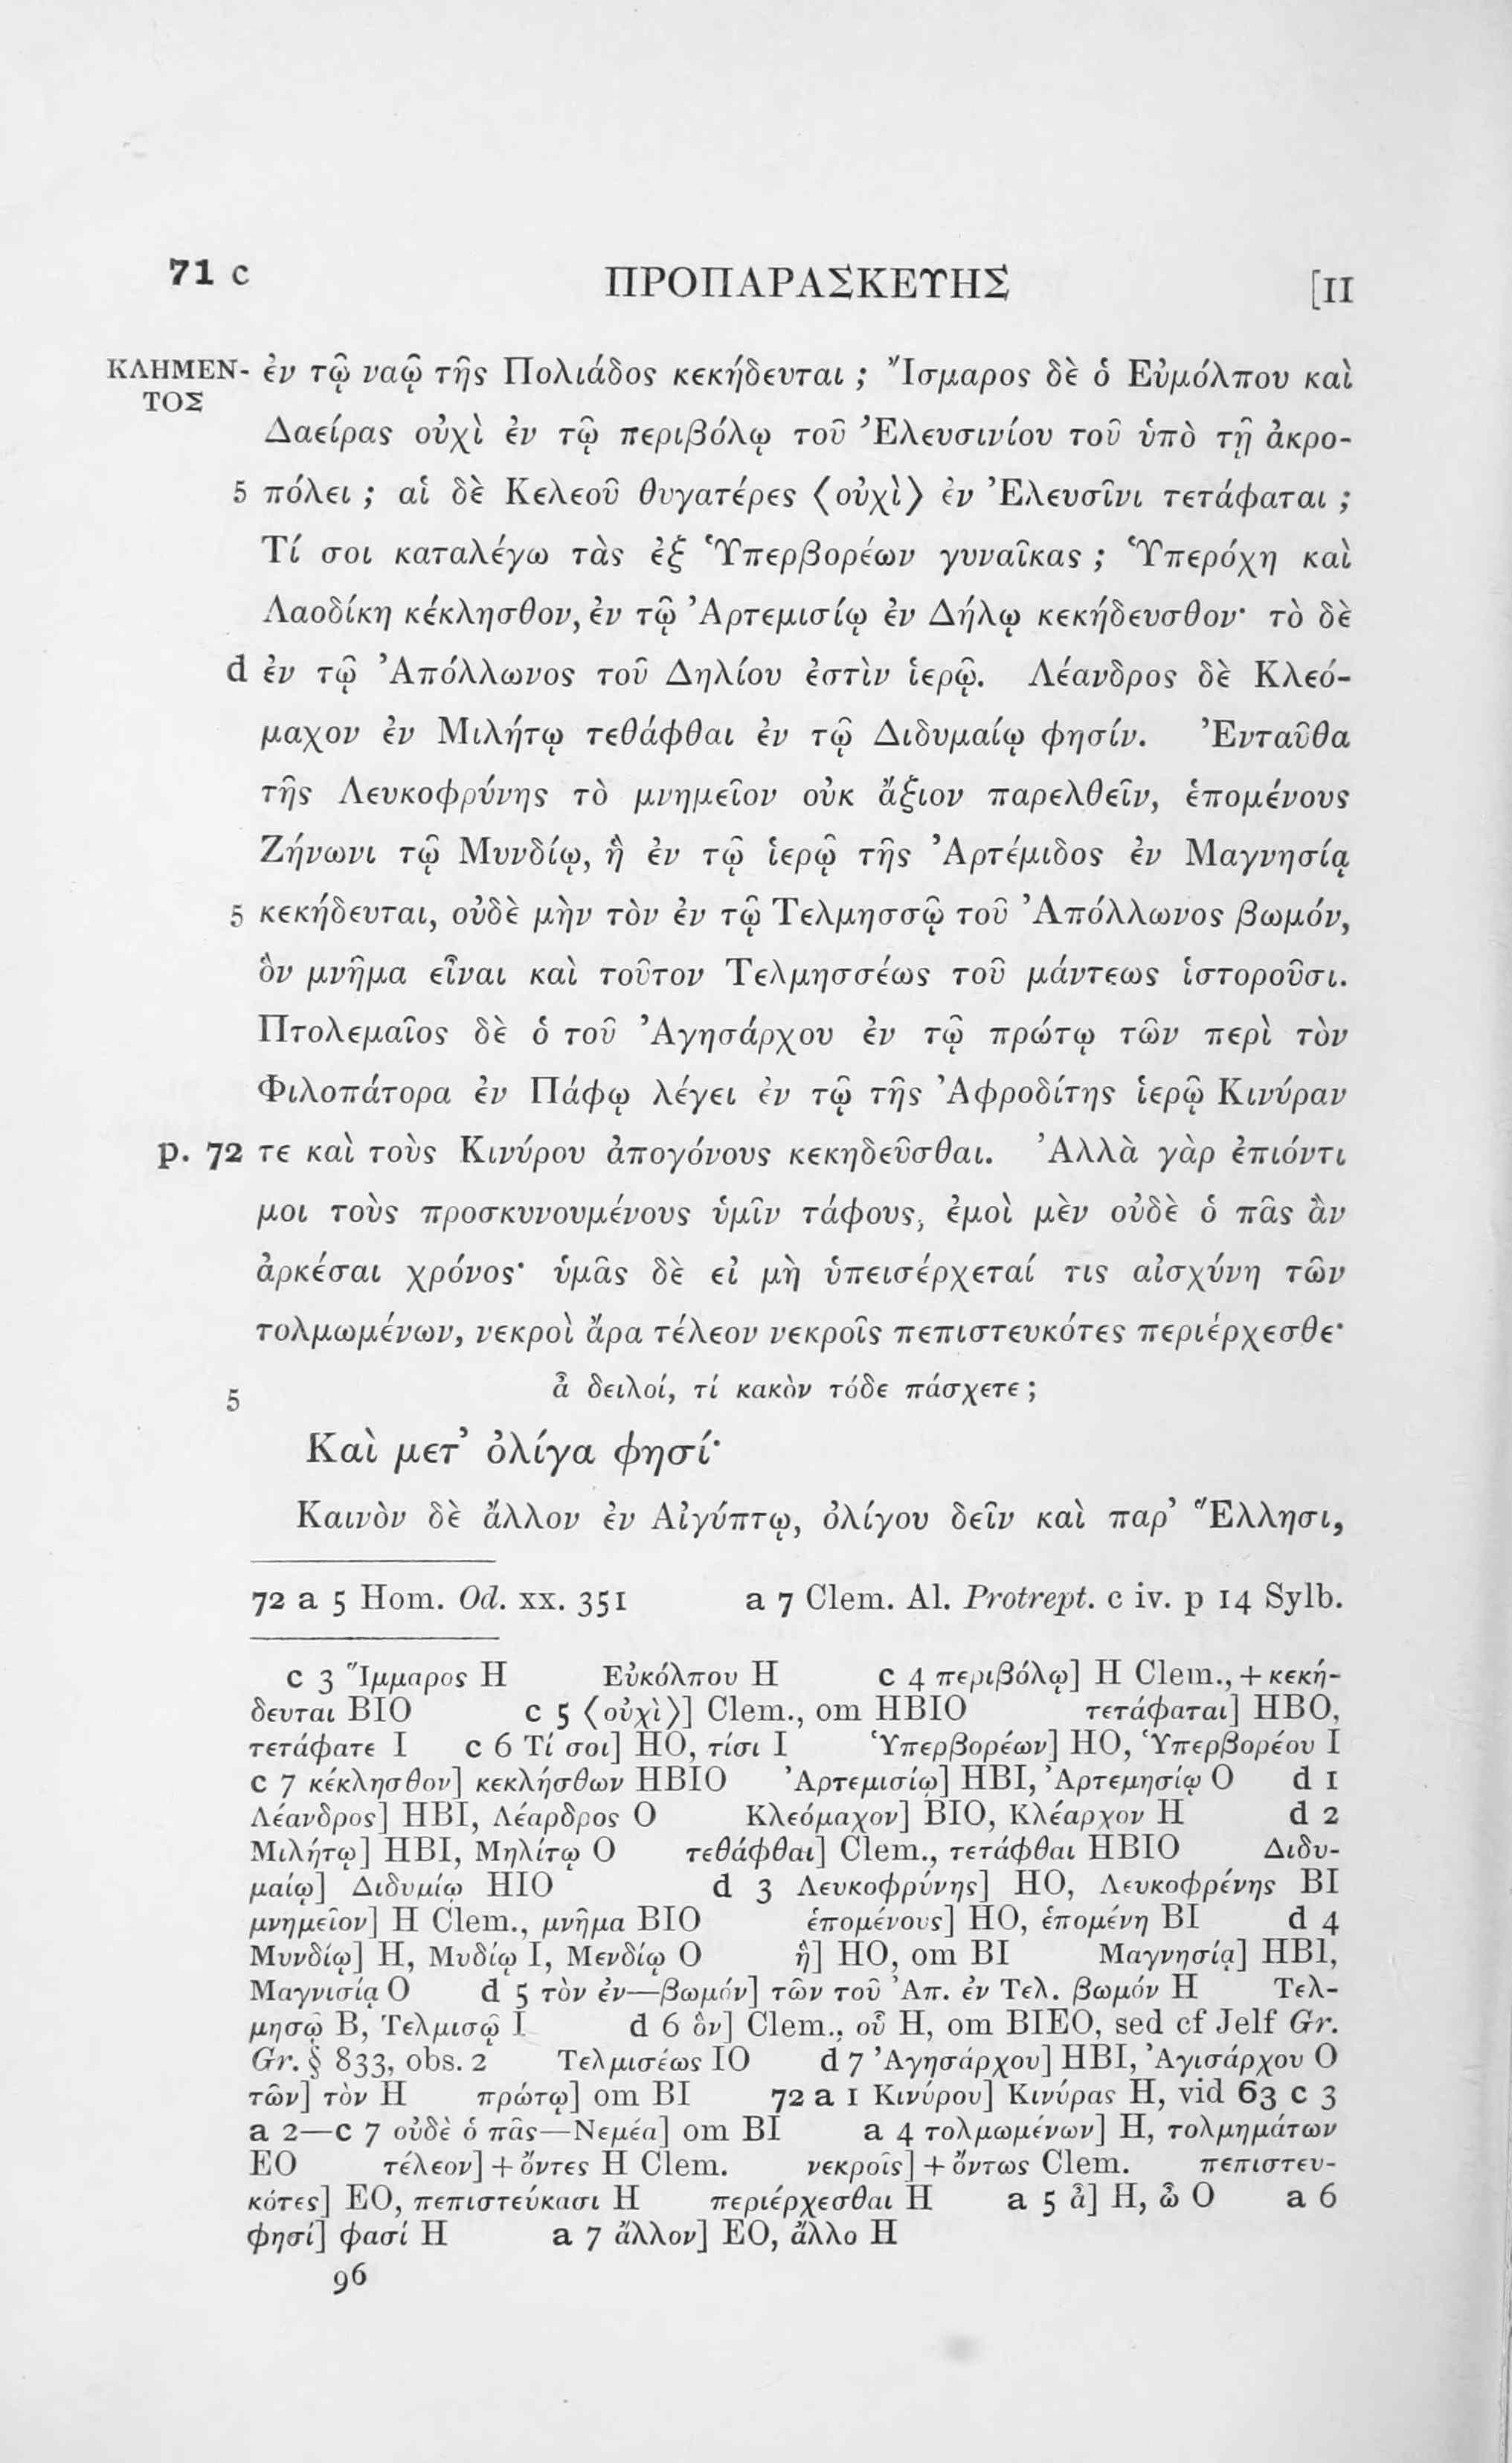 71 c ΠΡΟΠΑΡΑΣΚΕΥΗΣ [II
ΚΛΗΜΕΝ- ἐν τῷ ναῷ τῆς Πολιάδος κεκήδευται ; Ἴσμαρος δὲ ὁ Εὐμόλπου καὶ
ΤΟΣ
Δαείρας οὐχὶ ἐν τῷ περιβόλῳ τοῦ Ἐλευσινίου τοῦ ὑπὸ τῇ ἀκρο-
5 πόλει ; αἱ δὲ Κελεοῦ θυγατέρες ⟨οὐχὶ⟩ ἐν Ἐλευσῖνι τετάφαται ;
Τί σοι καταλέγω τὰς ἐξ Ὑπερβορέων γυναῖκας ; Ὑπερόχη καὶ
Λαοδίκη κέκλησθον, ἐν τῷ Ἀρτεμισίῳ ἐν Δήλῳ κεκήδευσθον· τὸ δὲ
d ἐν τῷ Ἀπόλλωνος τοῦ Δηλίου ἐστὶν ἱερῷ. Λέανδρος δὲ Κλεό-
μαχον ἐν Μιλήτῳ τεθάφθαι ἐν τῷ Διδυμαίῳ φησίν. Ἐνταῦθα
τῆς Λευκοφρύνης τὸ μνημεῖον οὐκ ἄξιον παρελθεῖν, ἑπομένους
Ζήνωνι τῷ Μυνδίῳ, ἣ ἐν τῷ ἱερῷ τῆς Ἀρτέμιδος ἐν Μαγνησίᾳ
5 κεκήδευται, οὐδὲ μὴν τὸν ἐν τῷ Τελμησσῷ τοῦ Ἀπόλλωνος βωμόν,
ὃν μνῆμα εἶναι καὶ τοῦτον Τελμησσέως τοῦ μάντεως ἱστοροῦσι.
Πτολεμαῖος δὲ ὁ τοῦ Ἀγησάρχου ἐν τῷ πρώτῳ τῶν περὶ τὸν
Φιλοπάτορα ἐν Πάφῳ λέγει ἐν τῷ τῆς Ἀφροδίτης ἱερῷ Κινύραν
p. 72 τε καὶ τοὺς Κινύρου ἀπογόνους κεκηδεῦσθαι. Ἀλλὰ γὰρ ἐπιόντι
μοι τοὺς προσκυνουμένους ὑμῖν τάφους, ἐμοὶ μὲν οὐδὲ ὁ πᾶς ἂν
ἀρκέσαι χρόνος· ὑμᾶς δὲ εἰ μὴ ὑπεισέρχεταί τις αἰσχύνη τῶν
τολμωμένων, νεκροὶ ἄρα τέλεον νεκροῖς πεπιστευκότες περιέρχεσθε·
5 ἆ δειλοί, τί κακὸν τόδε πάσχετε ;
Καὶ μετ' ὀλίγα φησί·
Καινὸν δὲ ἄλλον ἐν Αἰγύπτῳ, ὀλίγου δεῖν καὶ παρ' Ἕλλησι,
72 a 5 Hom. Od. xx. 351 a 7 Clem. Al. Protrept. c iv. p 14 Sylb.
c 3 Ἴμμαρος H Εὐκόλπου H c 4 περιβόλῳ] H Clem., + κεκή-
δευται BIO c 5 ⟨οὐχὶ⟩] Clem., om HBIO τετάφαται] HBO,
τετάφατε I c 6 Τί σοι] HO, τίσι I Ὑπερβορέων] HO, Ὑπερβορέου I
c 7 κέκλησθον] κεκλήσθων HBIO Ἀρτεμισίῳ] HBI, Ἀρτεμησίῳ O d 1
Λέανδρος] HBI, Λέαρδρος O Κλεόμαχον] BIO, Κλέαρχον H d 2
Μιλήτῳ] HBI, Μηλίτῳ O τεθάφθαι] Clem., τετάφθαι HBIO Διδυ-
μαίῳ] Διδυμίῳ HIO d 3 Λευκοφρύνης] HO, Λευκοφρένης BI
μνημεῖον] H Clem., μνῆμα BIO ἑπομένους] HO, ἑπομένη BI d 4
Μυνδίῳ] H, Μυδίῳ I, Μενδίῳ O ἣ] HO, om BI Μαγνησίᾳ] HBI,
Μαγνισίᾳ O d 5 τὸν ἐν—βωμόν] τῶν τοῦ Ἀπ. ἐν Τελ. βωμόν H Τελ-
μησῷ B, Τελμισῷ I d 6 ὃν] Clem., οὗ H, om BIEO, sed cf Jelf Gr.
Gr. § 833, obs. 2 Τελμισέως IO d 7 Ἀγησάρχου] HBI, Ἀγισάρχου O
τῶν] τὸν H πρώτῳ] om BI 72 a 1 Κινύρου] Κινύρας H, vid 63 c 3
a 2—c 7 οὐδὲ ὁ πᾶς—Νεμέα] om BI a 4 τολμωμένων] H, τολμημάτων
EO τέλεον] + ὄντες H Clem. νεκροῖς] + ὄντως Clem. πεπιστευ-
κότες] EO, πεπιστεύκασι H περιέρχεσθαι H a 5 ἆ] H, ὦ O a 6
φησί] φασί H a 7 ἄλλον] EO, ἄλλο H
96